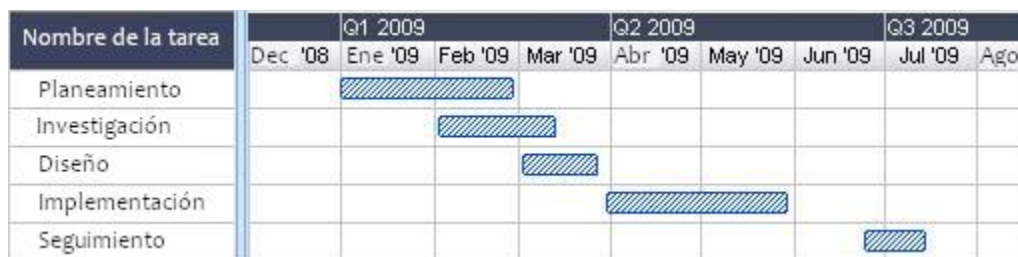 Nombre de la tarea
Q1 2009 Q2 2009 Q3 2009
Dec '08 Ene '09 Feb '09 Mar '09 Abr '09 May '09 Jun '09 Jul '09 Ago
Planeamiento
Investigación
Diseño
Implementación
Seguimiento